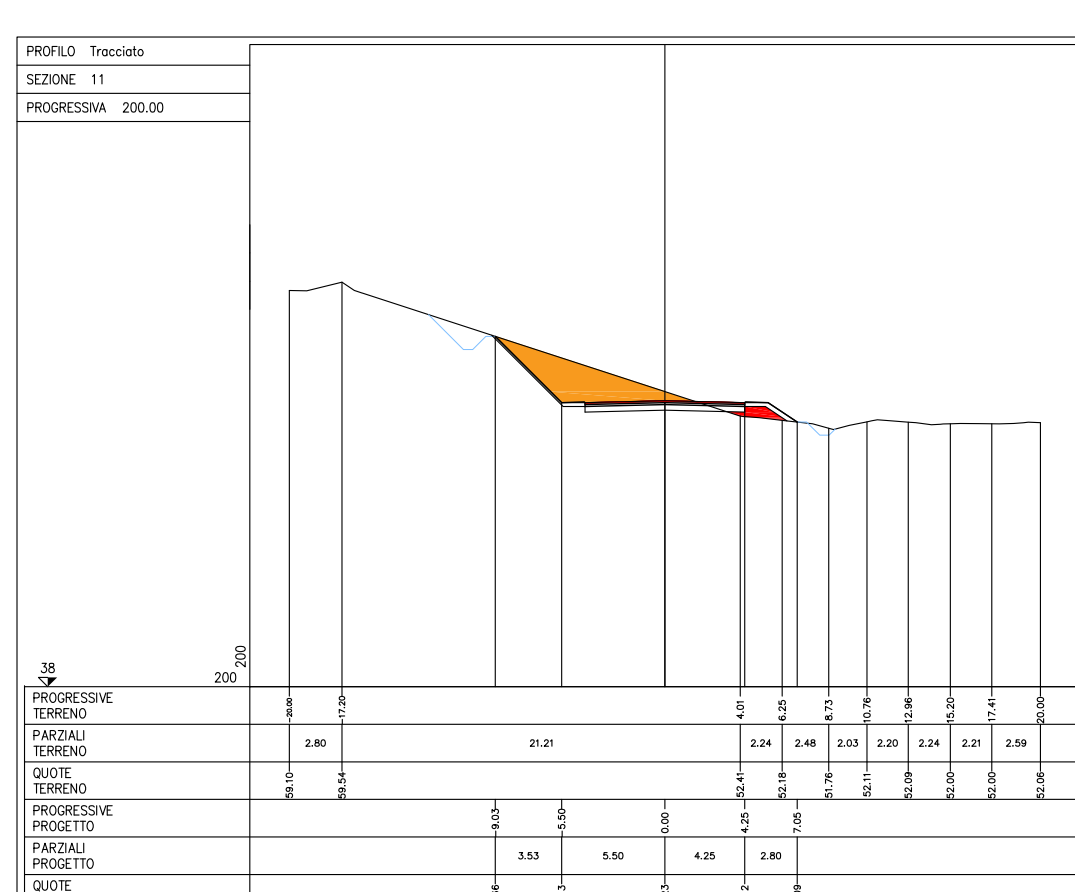 PROFILO Tracciato
SEZIONE 11
PROGRESSIVA 200.00
38
200
200
PROGRESSIVE
TERRENO
-20.00 -17.20 4.01 6.25 8.73 10.76 12.96 15.20 17.41 20.00
PARZIALI
TERRENO
2.80 21.21 2.24 2.48 2.03 2.20 2.24 2.21 2.59
QUOTE
TERRENO
59.10 59.54 52.41 52.18 51.76 52.11 52.09 52.00 52.00 52.06
PROGRESSIVE
PROGETTO
-9.03 -5.50 0.00 4.25 7.05
PARZIALI
PROGETTO
3.53 5.50 4.25 2.80
QUOTE